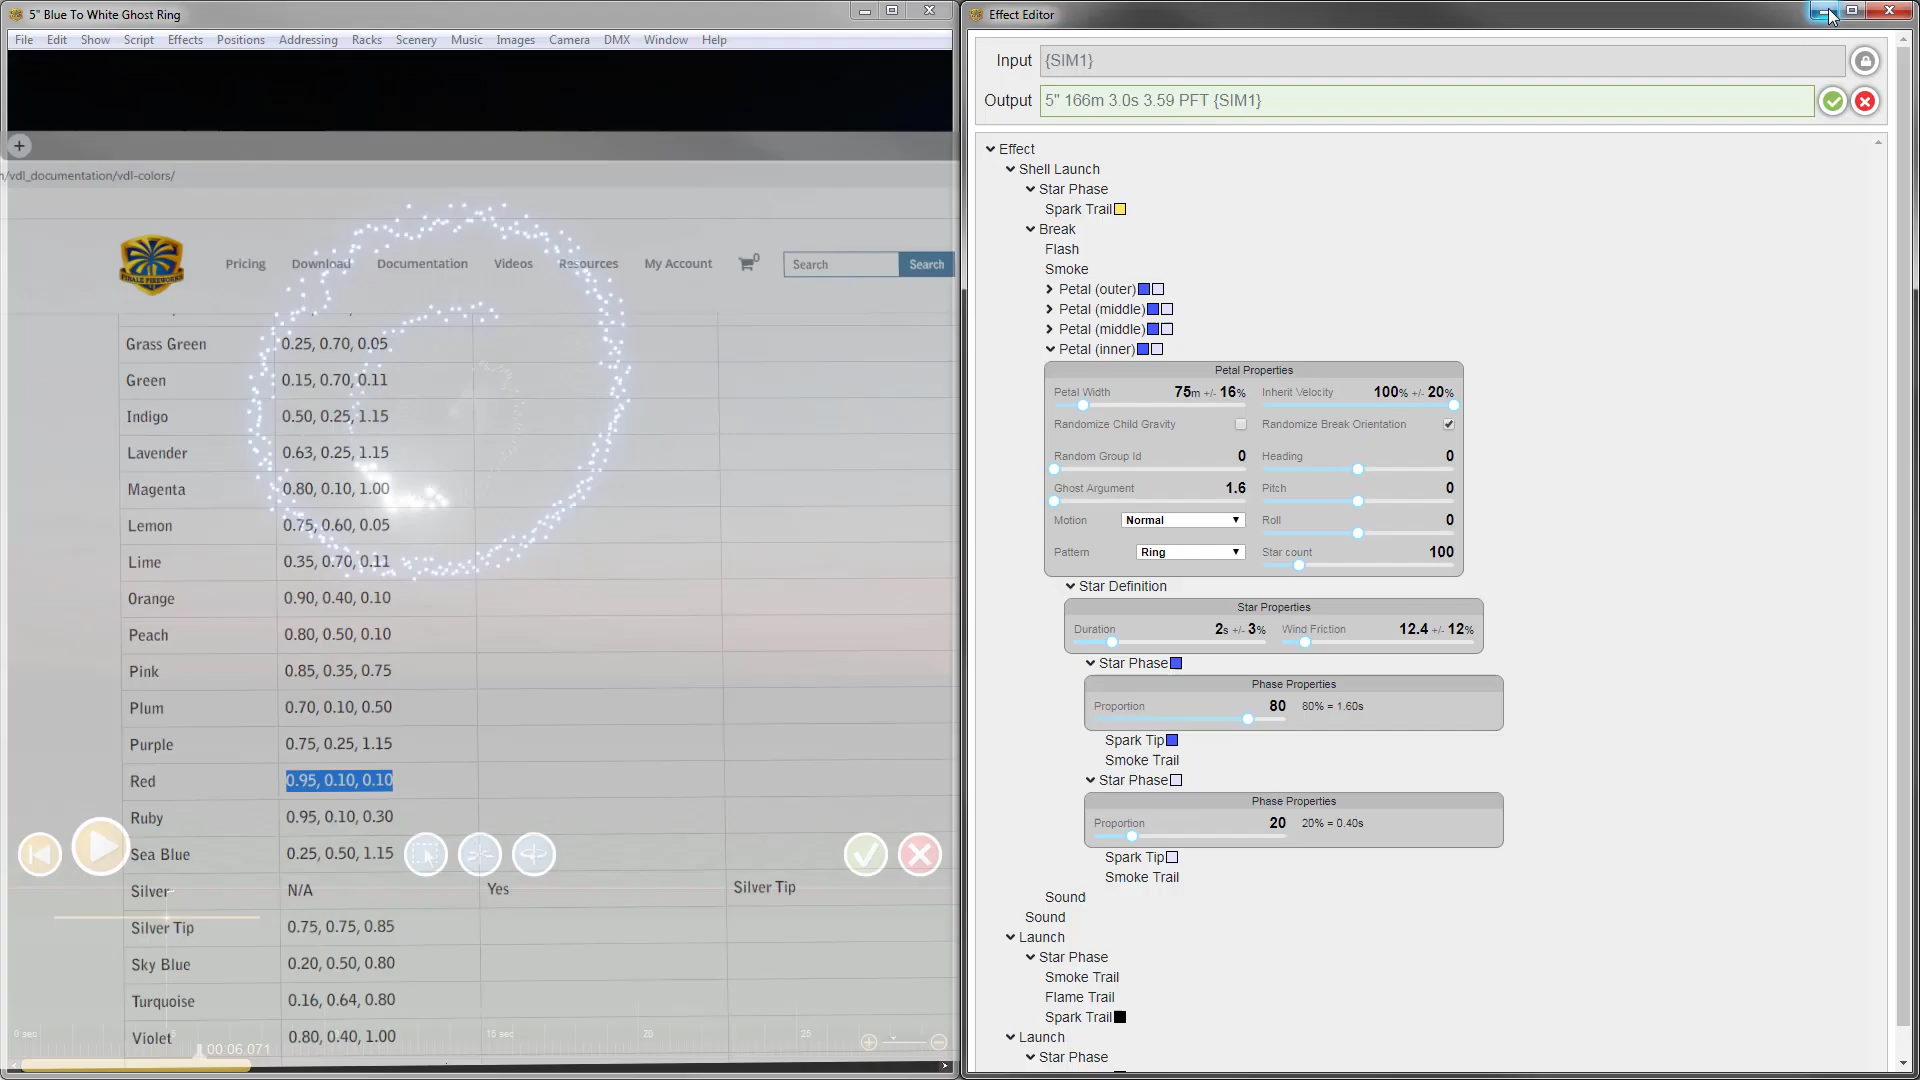 5" Blue To White Ghost Ring
File Edit Show Script Effects Positions Addressing Racks Scenery Music Images Camera DMX Window Help
vdl_documentation/vdl-colors/
FINALE FIREWORKS
Pricing Download Documentation Videos Resources My Account 0 Search Search
Grass Green 0.25, 0.70, 0.05
Green 0.15, 0.70, 0.11
Indigo 0.50, 0.25, 1.15
Lavender 0.63, 0.25, 1.15
Magenta 0.80, 0.10, 1.00
Lemon 0.75, 0.60, 0.05
Lime 0.35, 0.70, 0.11
Orange 0.90, 0.40, 0.10
Peach 0.80, 0.50, 0.10
Pink 0.85, 0.35, 0.75
Plum 0.70, 0.10, 0.50
Purple 0.75, 0.25, 1.15
Red 0.95, 0.10, 0.10
Ruby 0.95, 0.10, 0.30
Sea Blue 0.25, 0.50, 1.15
Silver N/A Yes Silver Tip
Silver Tip 0.75, 0.75, 0.85
Sky Blue 0.20, 0.50, 0.80
Turquoise 0.16, 0.64, 0.80
Violet 0.80, 0.40, 1.00
15 sec 20 25
00:06.071
Effect Editor
Input {SIM1}
Output 5" 166m 3.0s 3.59 PFT {SIM1}
Effect
Shell Launch
Star Phase
Spark Trail
Break
Flash
Smoke
Petal (outer)
Petal (middle)
Petal (middle)
Petal (inner)
Petal Properties
Petal Width 75m +/- 16% Inherit Velocity 100% +/- 20%
Randomize Child Gravity Randomize Break Orientation
Random Group Id 0 Heading 0
Ghost Argument 1.6 Pitch 0
Motion Normal Roll 0
Pattern Ring Star count 100
Star Definition
Star Properties
Duration 2s +/- 3% Wind Friction 12.4 +/- 12%
Star Phase
Phase Properties
Proportion 80 80% = 1.60s
Spark Tip
Smoke Trail
Star Phase
Phase Properties
Proportion 20 20% = 0.40s
Spark Tip
Smoke Trail
Sound
Sound
Launch
Star Phase
Smoke Trail
Flame Trail
Spark Trail
Launch
Star Phase